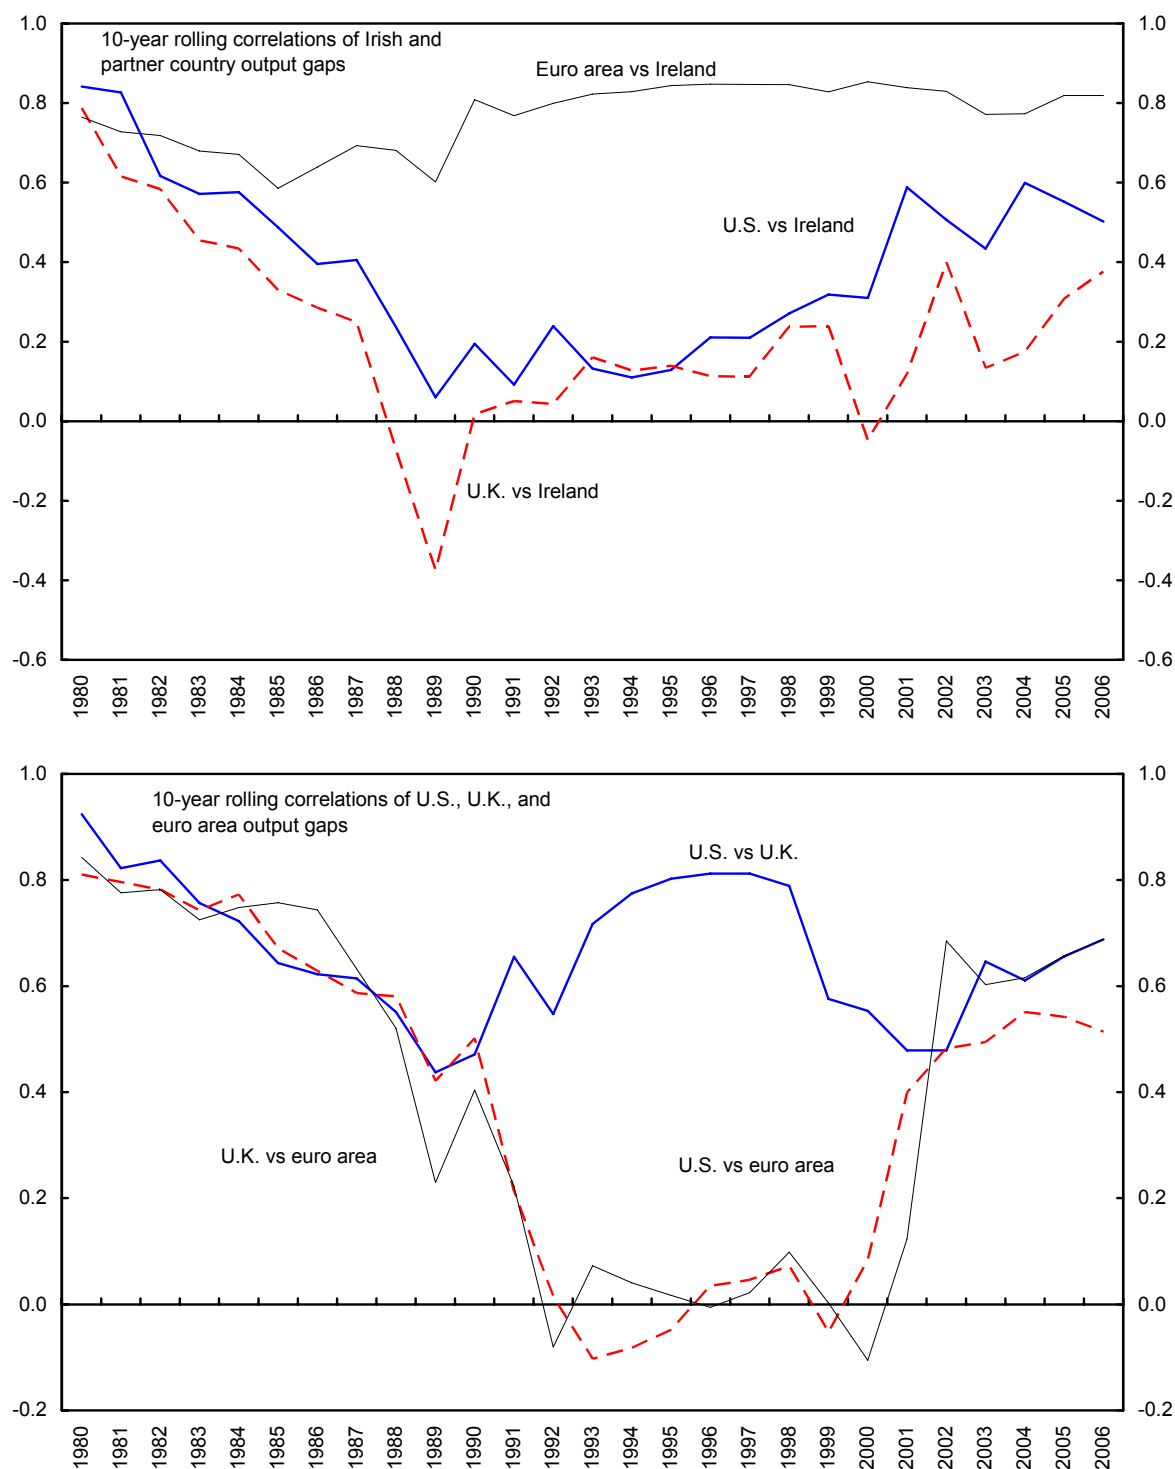 1.0 1.0
10-year rolling correlations of Irish and
partner country output gaps
Euro area vs Ireland
0.8 0.8
0.6 0.6
U.S. vs Ireland
0.4 0.4
0.2 0.2
0.0 0.0
U.K. vs Ireland
-0.2 -0.2
-0.4 -0.4
-0.6 -0.6
1980 1981 1982 1983 1984 1985 1986 1987 1988 1989 1990 1991 1992 1993 1994 1995 1996 1997 1998 1999 2000 2001 2002 2003 2004 2005 2006
1.0 1.0
10-year rolling correlations of U.S., U.K., and
euro area output gaps
U.S. vs U.K.
0.8 0.8
0.6 0.6
0.4 0.4
U.K. vs euro area
U.S. vs euro area
0.2 0.2
0.0 0.0
-0.2 -0.2
1980 1981 1982 1983 1984 1985 1986 1987 1988 1989 1990 1991 1992 1993 1994 1995 1996 1997 1998 1999 2000 2001 2002 2003 2004 2005 2006